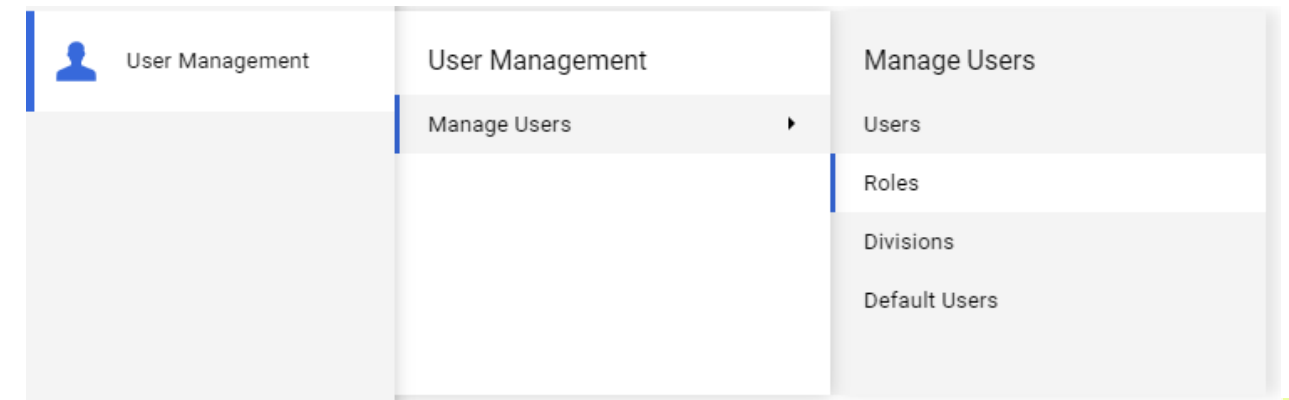 User Management
User Management
Manage Users
Manage Users
Users
Roles
Divisions
Default Users